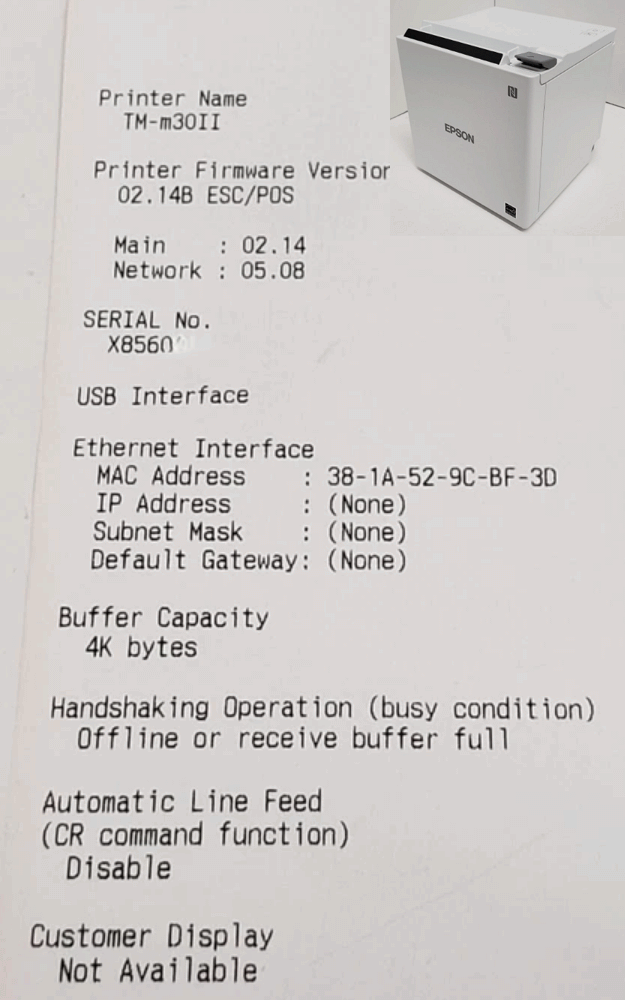 EPSON
Printer Name
TM-m30II
Printer Firmware Version
02.14B ESC/POS
Main : 02.14
Network : 05.08
SERIAL No.
X8560
USB Interface
Ethernet Interface
MAC Address : 38-1A-52-9C-BF-3D
IP Address : (None)
Subnet Mask : (None)
Default Gateway: (None)
Buffer Capacity
4K bytes
Handshaking Operation (busy condition)
Offline or receive buffer full
Automatic Line Feed
(CR command function)
Disable
Customer Display
Not Available